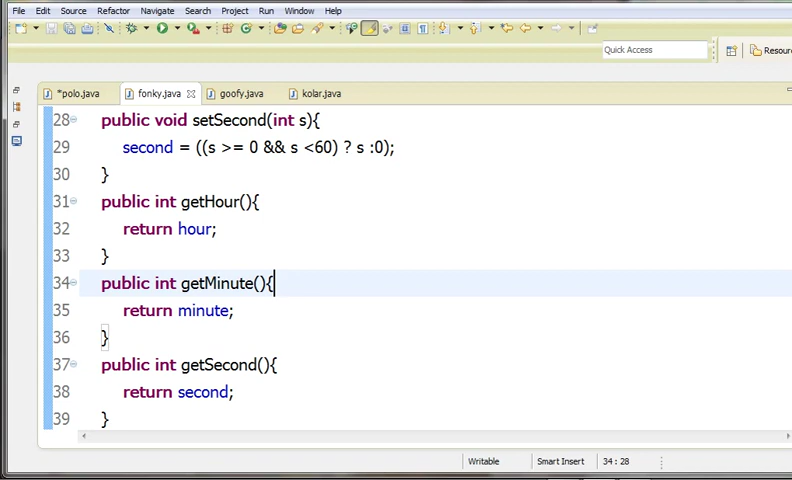 File Edit Source Refactor Navigate Search Project Run Window Help
Quick Access
Resour
*polo.java fonky.java goofy.java kolar.java
28 public void setSecond(int s){
29 second = ((s >= 0 && s <60) ? s :0);
30 }
31 public int getHour(){
32 return hour;
33 }
34 public int getMinute(){
35 return minute;
36 }
37 public int getSecond(){
38 return second;
39 }
Writable Smart Insert 34 : 28